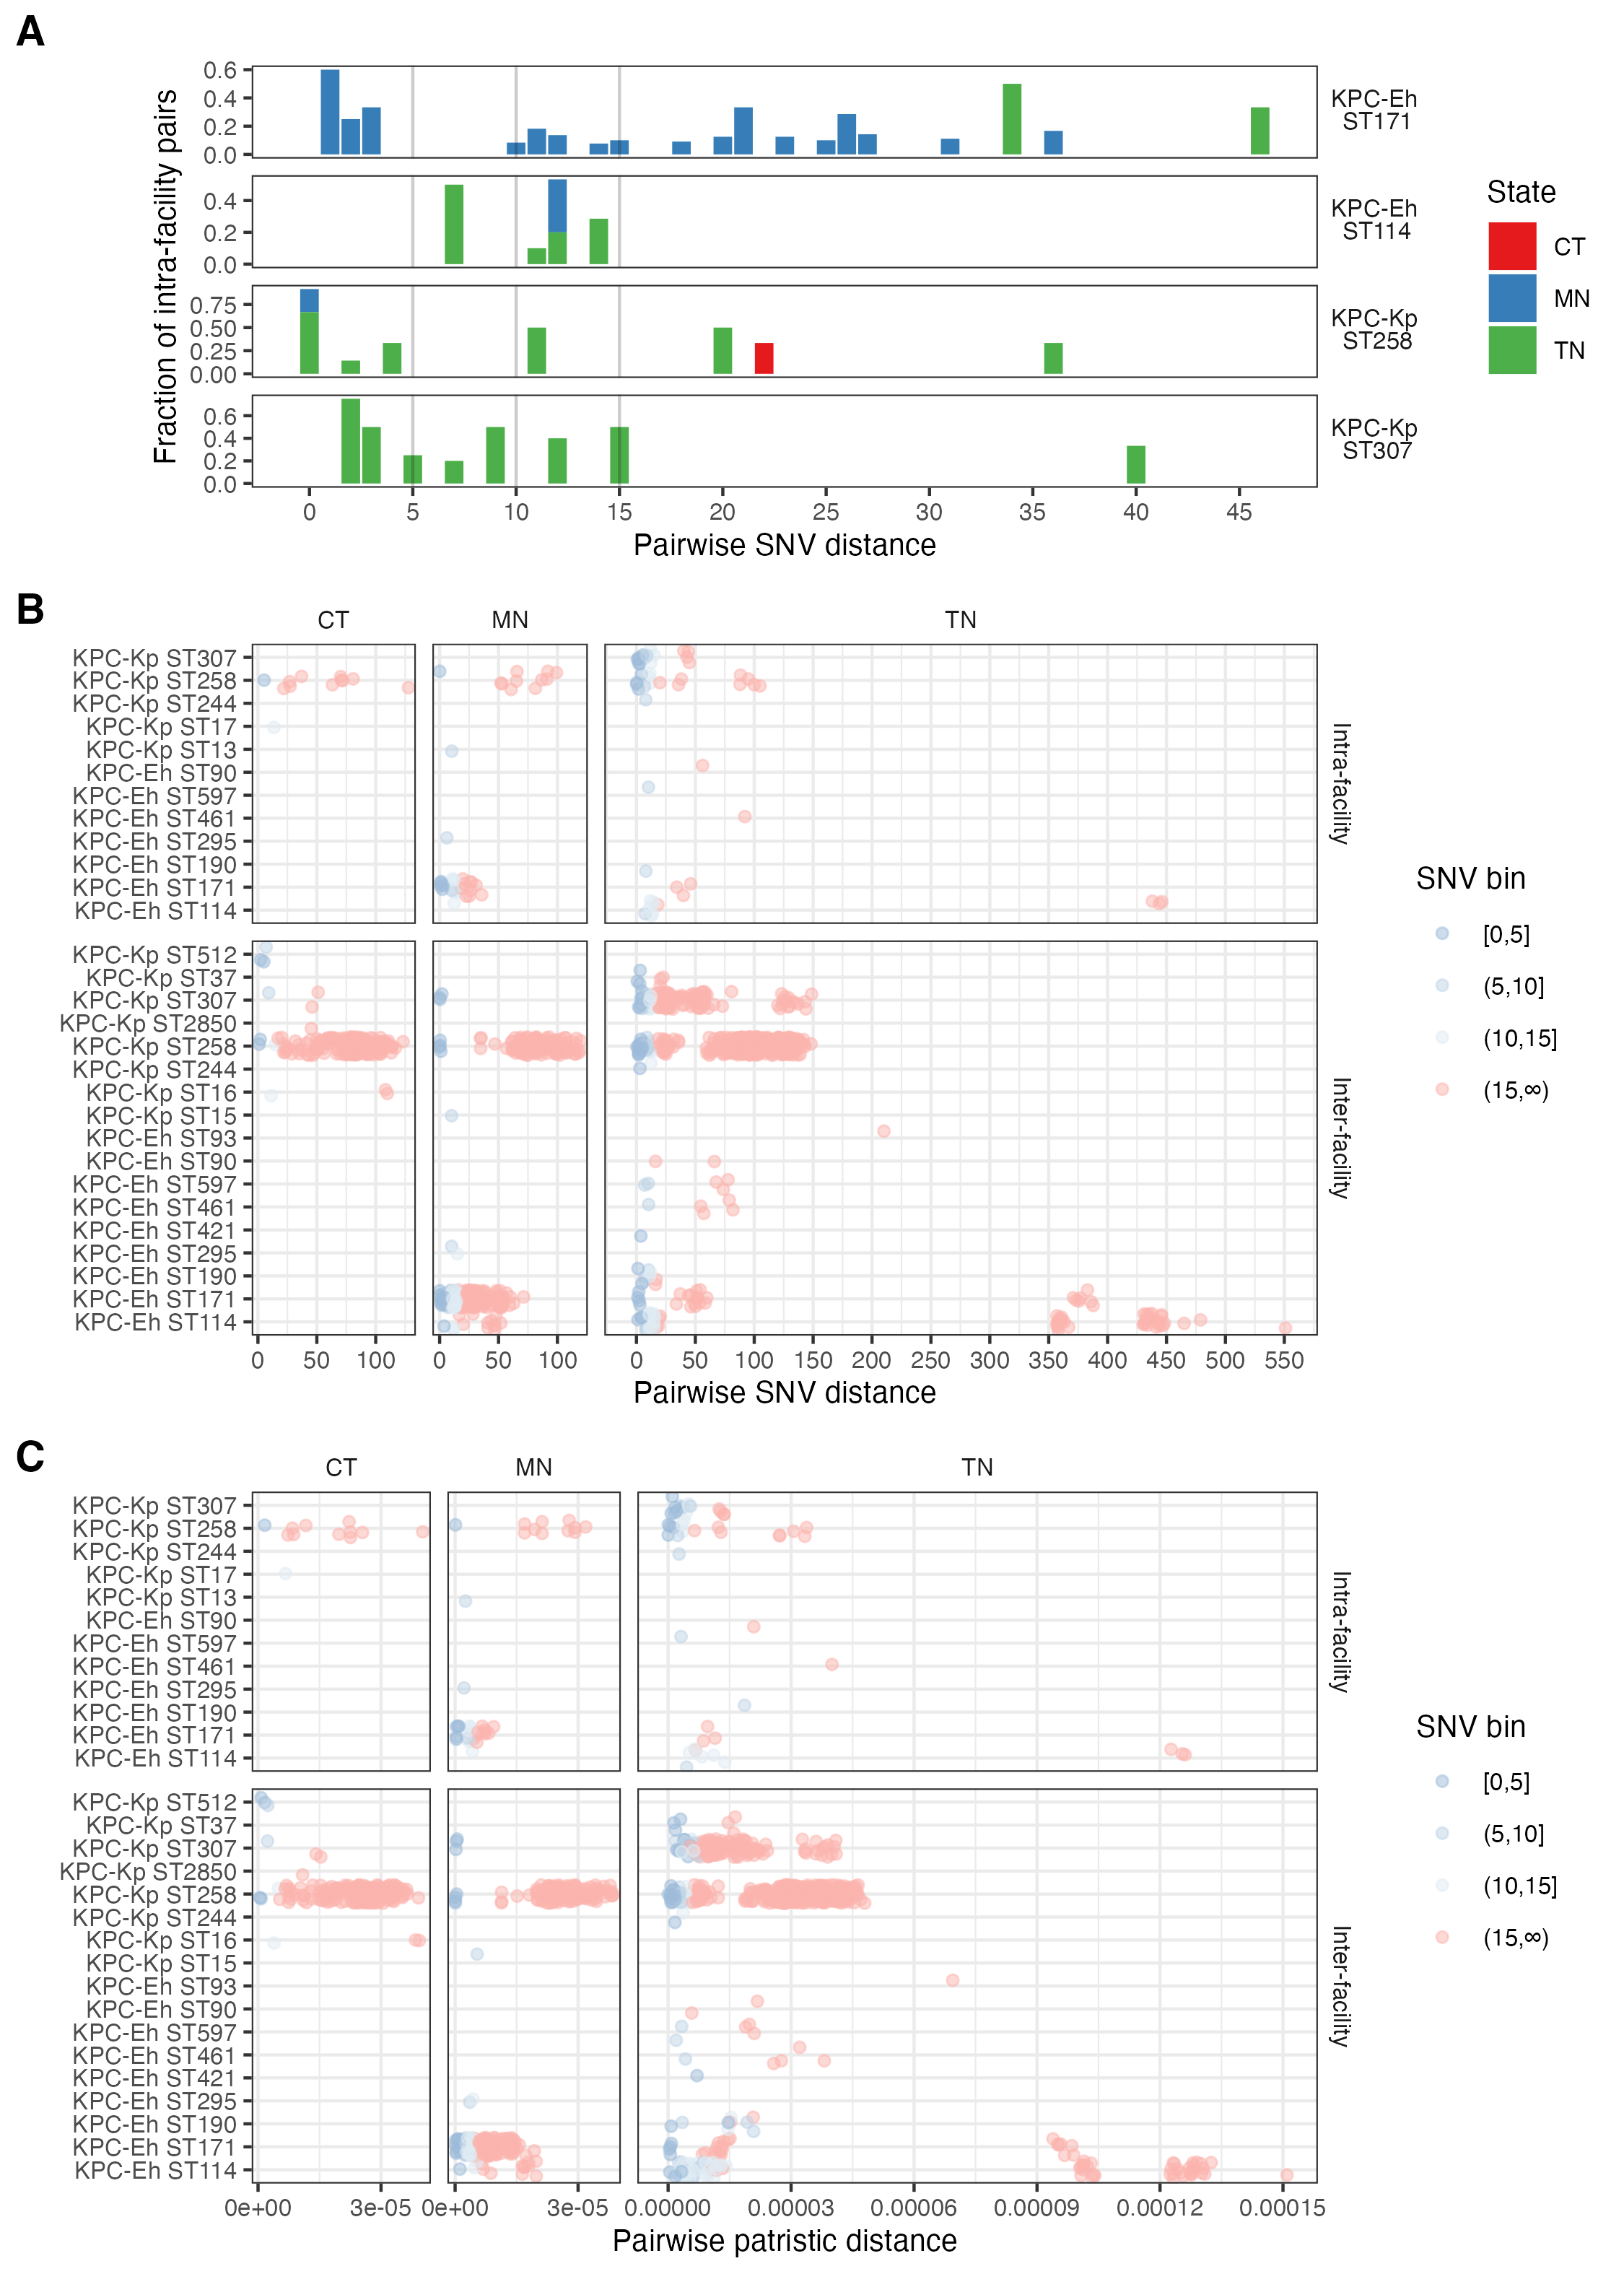 A
Fraction of intra-facility pairs
0.6
0.4
0.2
0.0
KPC-Eh
ST171
0.4
0.2
0.0
KPC-Eh
ST114
0.75
0.50
0.25
0.00
KPC-Kp
ST258
0.6
0.4
0.2
0.0
KPC-Kp
ST307
0 5 10 15 20 25 30 35 40 45
Pairwise SNV distance
State
CT
MN
TN
B
CT MN TN
KPC-Kp ST307
KPC-Kp ST258
KPC-Kp ST244
KPC-Kp ST17
KPC-Kp ST13
KPC-Eh ST90
KPC-Eh ST597
KPC-Eh ST461
KPC-Eh ST295
KPC-Eh ST190
KPC-Eh ST171
KPC-Eh ST114
Intra-facility
KPC-Kp ST512
KPC-Kp ST37
KPC-Kp ST307
KPC-Kp ST2850
KPC-Kp ST258
KPC-Kp ST244
KPC-Kp ST16
KPC-Kp ST15
KPC-Eh ST93
KPC-Eh ST90
KPC-Eh ST597
KPC-Eh ST461
KPC-Eh ST421
KPC-Eh ST295
KPC-Eh ST190
KPC-Eh ST171
KPC-Eh ST114
Inter-facility
0 50 100 0 50 100 0 50 100 150 200 250 300 350 400 450 500 550
Pairwise SNV distance
SNV bin
[0,5]
(5,10]
(10,15]
(15,∞)
C
CT MN TN
KPC-Kp ST307
KPC-Kp ST258
KPC-Kp ST244
KPC-Kp ST17
KPC-Kp ST13
KPC-Eh ST90
KPC-Eh ST597
KPC-Eh ST461
KPC-Eh ST295
KPC-Eh ST190
KPC-Eh ST171
KPC-Eh ST114
Intra-facility
KPC-Kp ST512
KPC-Kp ST37
KPC-Kp ST307
KPC-Kp ST2850
KPC-Kp ST258
KPC-Kp ST244
KPC-Kp ST16
KPC-Kp ST15
KPC-Eh ST93
KPC-Eh ST90
KPC-Eh ST597
KPC-Eh ST461
KPC-Eh ST421
KPC-Eh ST295
KPC-Eh ST190
KPC-Eh ST171
KPC-Eh ST114
Inter-facility
0e+00 3e-05 0e+00 3e-05 0.00000 0.00003 0.00006 0.00009 0.00012 0.00015
Pairwise patristic distance
SNV bin
[0,5]
(5,10]
(10,15]
(15,∞)